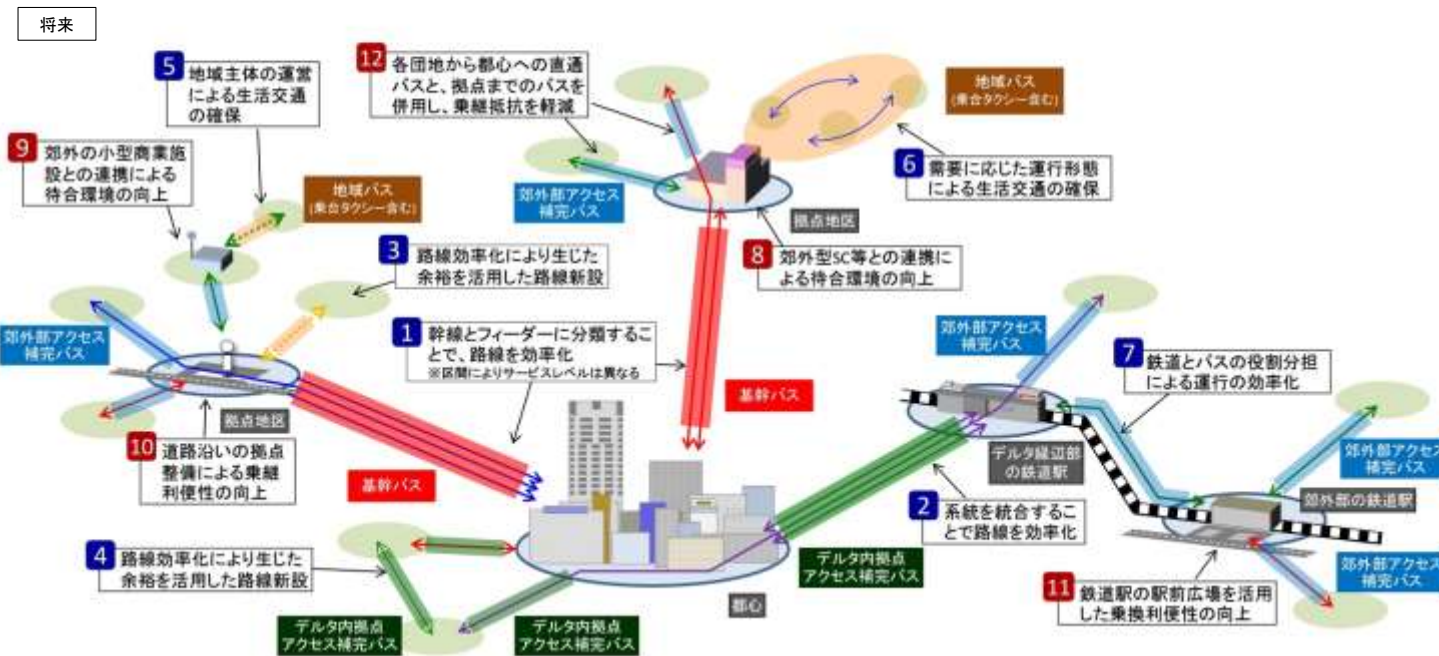 将来
5
地域主体の運営
による生活交通
の確保
12
各団地から都心への直通
バスと、拠点までのバスを
併用し、乗継抵抗を軽減
地域バス
(乗合タクシー含む)
9
郊外の小型商業施
設との連携による
待合環境の向上
6
需要に応じた運行形態
による生活交通の確保
地域バス
(乗合タクシー含む)
郊外部アクセス
補完バス
拠点地区
3
路線効率化により生じた
余裕を活用した路線新設
8
郊外型SC等との連携に
よる待合環境の向上
郊外部アクセス
補完バス
1
幹線とフィーダーに分類するこ
とで、路線を効率化
※区間によりサービスレベルは異なる
郊外部アクセス
補完バス
7
鉄道とバスの役割分担
による運行の効率化
基幹バス
拠点地区
10
道路沿いの拠点
整備による乗継
利便性の向上
基幹バス
デルタ縁辺部
の鉄道駅
郊外部アクセス
補完バス
郊外部の鉄道駅
2
系統を統合するこ
とで路線を効率化
4
路線効率化により生じた
余裕を活用した路線新設
デルタ内拠点
アクセス補完バス
郊外部アクセス
補完バス
都心
11
鉄道駅の駅前広場を活用
した乗換利便性の向上
デルタ内拠点
アクセス補完バス
デルタ内拠点
アクセス補完バス